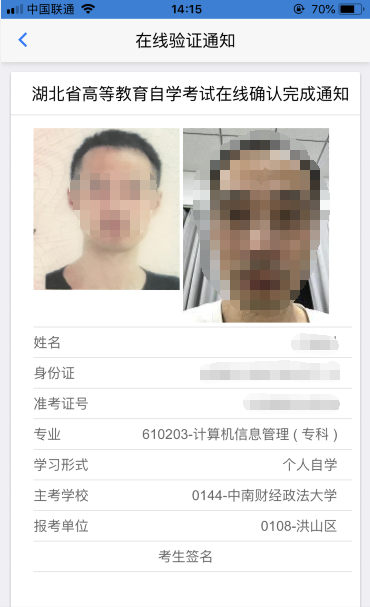 中国联通 14:15 70%
在线验证通知
湖北省高等教育自学考试在线确认完成通知
姓名
身份证
准考证号
专业 610203-计算机信息管理(专科)
学习形式 个人自学
主考学校 0144-中南财经政法大学
报考单位 0108-洪山区
考生签名